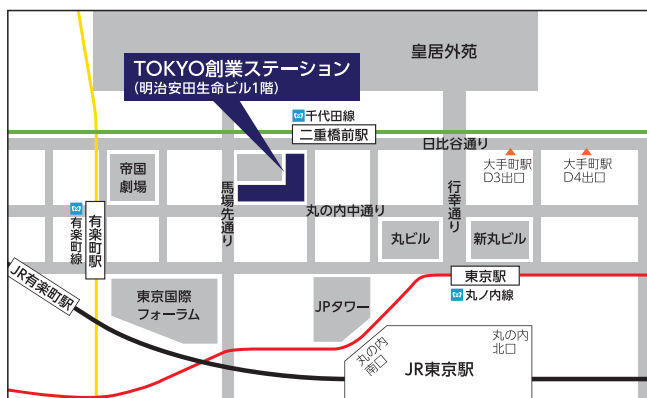 皇居外苑
TOKYO創業ステーション
(明治安田生命ビル1階)
千代田線
二重橋前駅
日比谷通り
大手町駅
D3出口
大手町駅
D4出口
帝国
劇場
馬場先通り
行幸通り
丸の内中通り
有楽町線
有楽町駅
丸ビル
新丸ビル
JR有楽町駅
東京駅
丸ノ内線
東京国際
フォーラム
JPタワー
丸の内
南口
丸の内
北口
JR東京駅